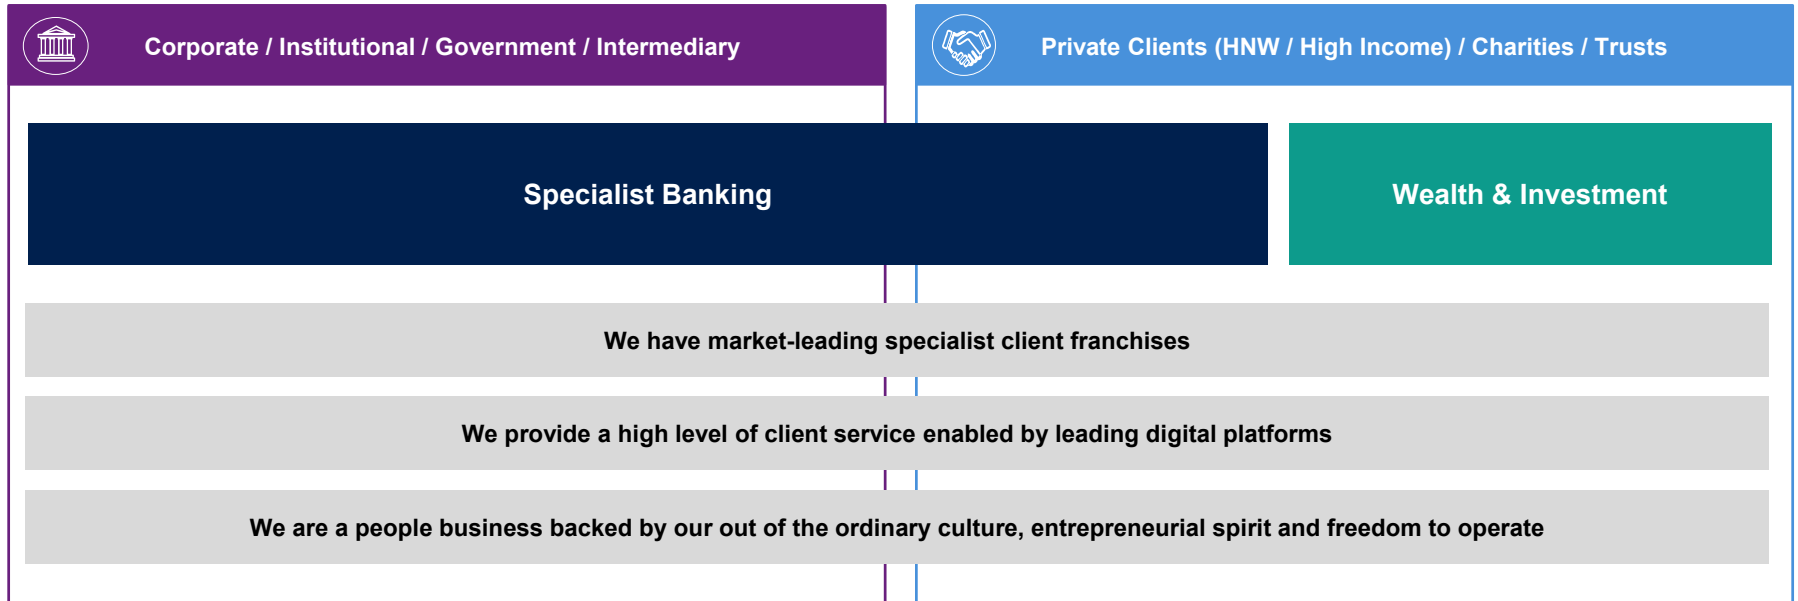 Corporate / Institutional / Government / Intermediary
Private Clients (HNW / High Income) / Charities / Trusts
Specialist Banking
Wealth & Investment
We have market-leading specialist client franchises
We provide a high level of client service enabled by leading digital platforms
We are a people business backed by our out of the ordinary culture, entrepreneurial spirit and freedom to operate